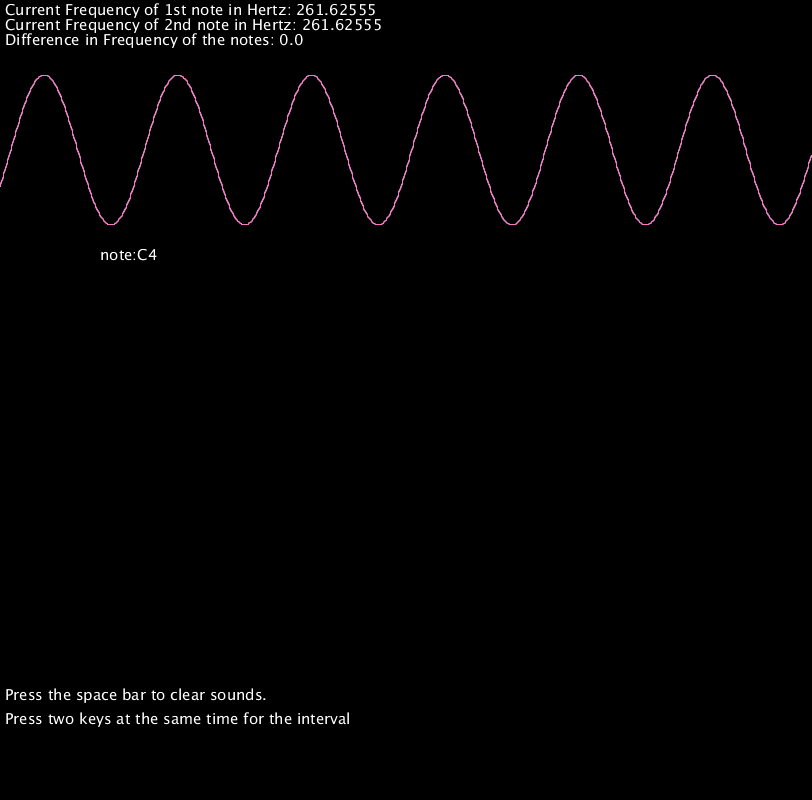 Current Frequency of 1st note in Hertz: 261.62555
Current Frequency of 2nd note in Hertz: 261.62555
Difference in Frequency of the notes: 0.0
note:C4
Press the space bar to clear sounds.
Press two keys at the same time for the interval